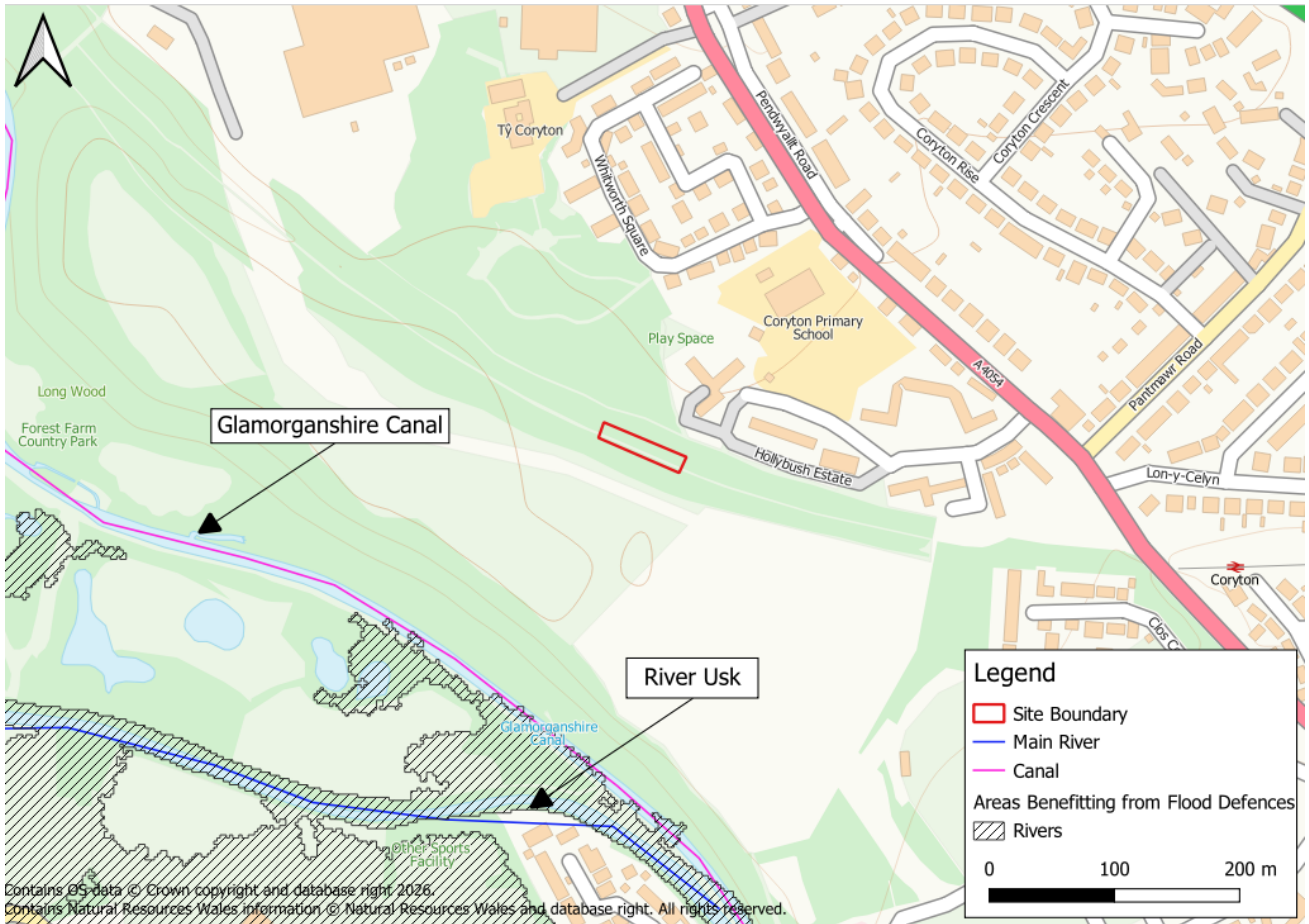 Tŷ Coryton
Whitworth Square
Pendwyallt Road
Coryton Rise
Coryton Crescent
Coryton Primary
School
Play Space
A4054
Pantmawr Road
Long Wood
Forest Farm
Country Park
Glamorganshire Canal
Hollybush Estate
Lon-y-Celyn
Coryton
Clos C
River Usk
Glamorganshire
Canal
Other Sports
Facility
Legend
Site Boundary
Main River
Canal
Areas Benefitting from Flood Defences
Rivers
0 100 200 m
Contains OS data © Crown copyright and database right 2026.
Contains Natural Resources Wales information © Natural Resources Wales and database right. All rights reserved.